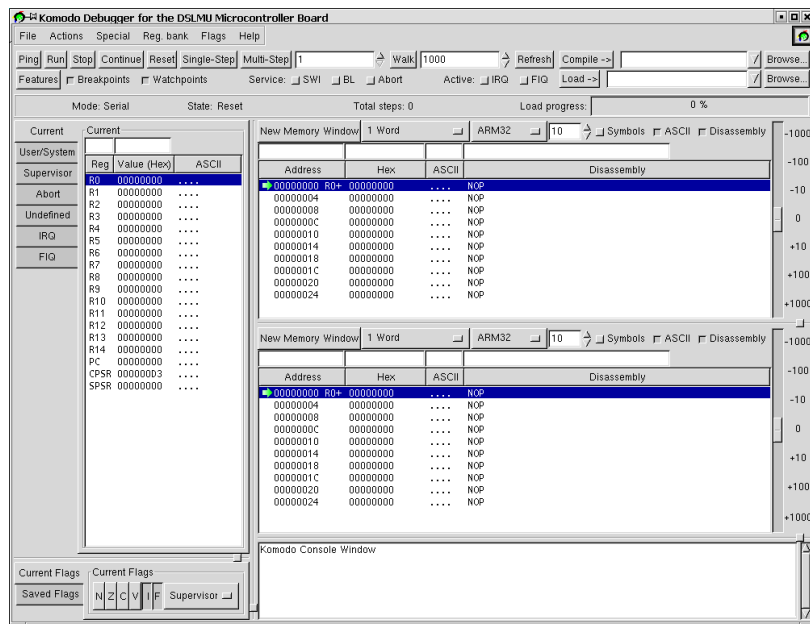 Komodo Debugger for the DSLMU Microcontroller Board
File Actions Special Reg. bank Flags Help
Ping Run Stop Continue Reset Single-Step Multi-Step 1 Walk 1000 Refresh Compile -> Browse...
Features Breakpoints Watchpoints Service: SWI BL Abort Active: IRQ FIQ Load -> Browse...
Mode: Serial State: Reset Total steps: 0 Load progress: 0 %
Current
User/System
Supervisor
Abort
Undefined
IRQ
FIQ
Current
Reg Value (Hex) ASCII
R0 00000000 ....
R1 00000000 ....
R2 00000000 ....
R3 00000000 ....
R4 00000000 ....
R5 00000000 ....
R6 00000000 ....
R7 00000000 ....
R8 00000000 ....
R9 00000000 ....
R10 00000000 ....
R11 00000000 ....
R12 00000000 ....
R13 00000000 ....
R14 00000000 ....
PC 00000000 ....
CPSR 000000D3 ....
SPSR 00000000 ....
New Memory Window 1 Word ARM32 10 Symbols ASCII Disassembly
Address Hex ASCII Disassembly
00000000 R0+ 00000000 .... NOP
00000004 00000000 .... NOP
00000008 00000000 .... NOP
0000000C 00000000 .... NOP
00000010 00000000 .... NOP
00000014 00000000 .... NOP
00000018 00000000 .... NOP
0000001C 00000000 .... NOP
00000020 00000000 .... NOP
00000024 00000000 .... NOP
-1000
-100
-10
0
+10
+100
+1000
New Memory Window 1 Word ARM32 10 Symbols ASCII Disassembly
Address Hex ASCII Disassembly
00000000 R0+ 00000000 .... NOP
00000004 00000000 .... NOP
00000008 00000000 .... NOP
0000000C 00000000 .... NOP
00000010 00000000 .... NOP
00000014 00000000 .... NOP
00000018 00000000 .... NOP
0000001C 00000000 .... NOP
00000020 00000000 .... NOP
00000024 00000000 .... NOP
-1000
-100
-10
0
+10
+100
+1000
Komodo Console Window
Current Flags
Saved Flags
Current Flags
N Z C V I F Supervisor